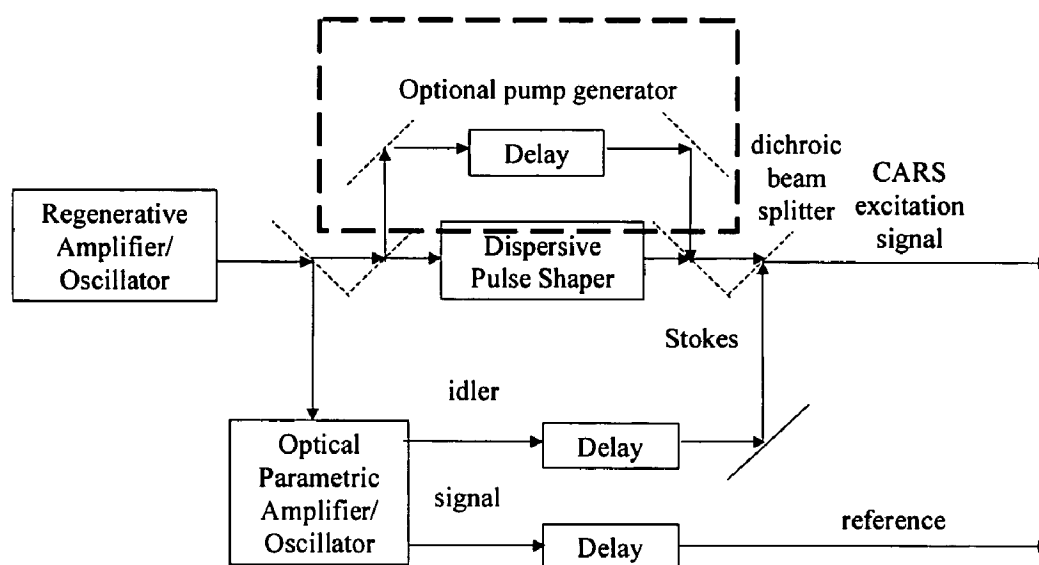 Optional pump generator
Delay
dichroic
beam
splitter
CARS
excitation
signal
Regenerative
Amplifier/
Oscillator
Dispersive
Pulse Shaper
Stokes
idler
Delay
Optical
Parametric
Amplifier/
Oscillator
signal
Delay
reference